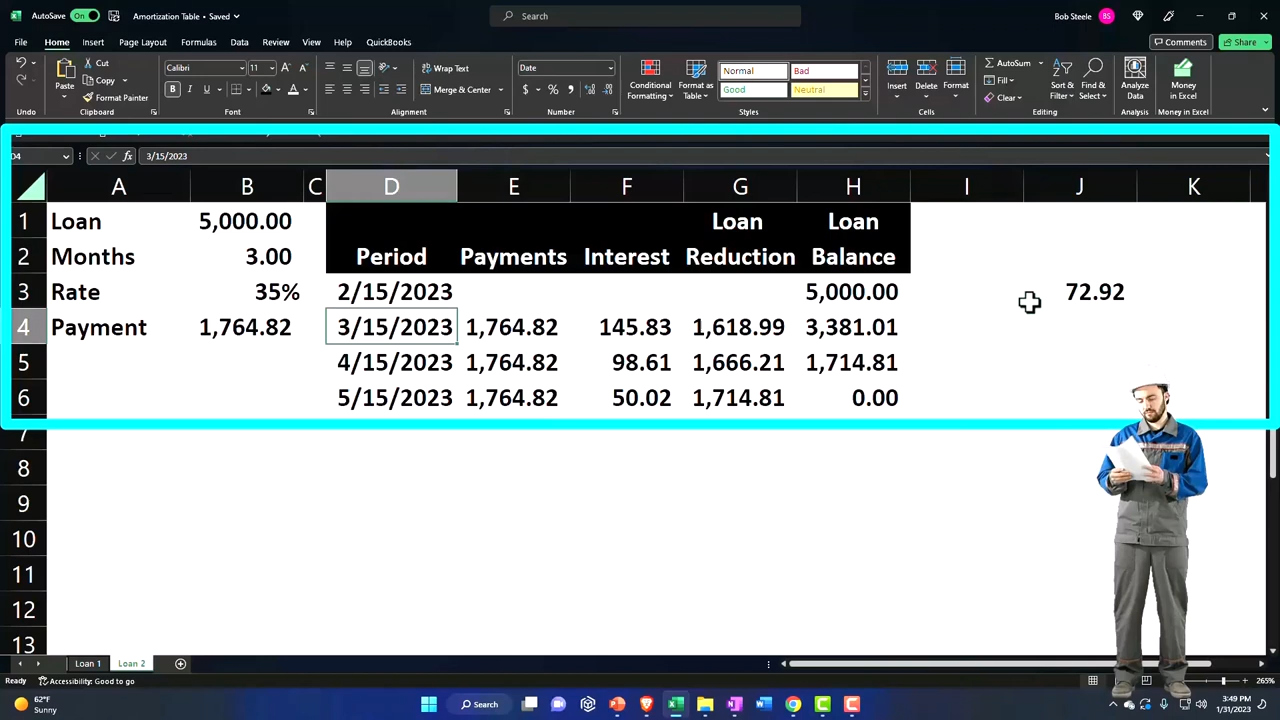 AutoSave On Amortization Table • Saved Search Bob Steele BS
File Home Insert Page Layout Formulas Data Review View Help QuickBooks Comments Share
Paste Cut Copy Format Painter
Calibri 11 B I U A
Wrap Text Merge & Center
Date $ %
Conditional Formatting Format as Table
Normal Bad Good Neutral
Insert Delete Format
AutoSum Fill Clear Sort & Filter Find & Select
Analyze Data Money in Excel
Undo Clipboard Font Alignment Number Styles Cells Editing Analysis Money in Excel
fx 3/15/2023
A B C D E F G H I J K
1 Loan 5,000.00 Loan Loan
2 Months 3.00 Period Payments Interest Reduction Balance
3 Rate 35% 2/15/2023 5,000.00 72.92
4 Payment 1,764.82 3/15/2023 1,764.82 145.83 1,618.99 3,381.01
5 4/15/2023 1,764.82 98.61 1,666.21 1,714.81
6 5/15/2023 1,764.82 50.02 1,714.81 0.00
7
8
9
10
11
12
13
Loan 1 Loan 2
Ready Accessibility: Good to go 265%
62°F Search 3:49 PM
Sunny 1/31/2023